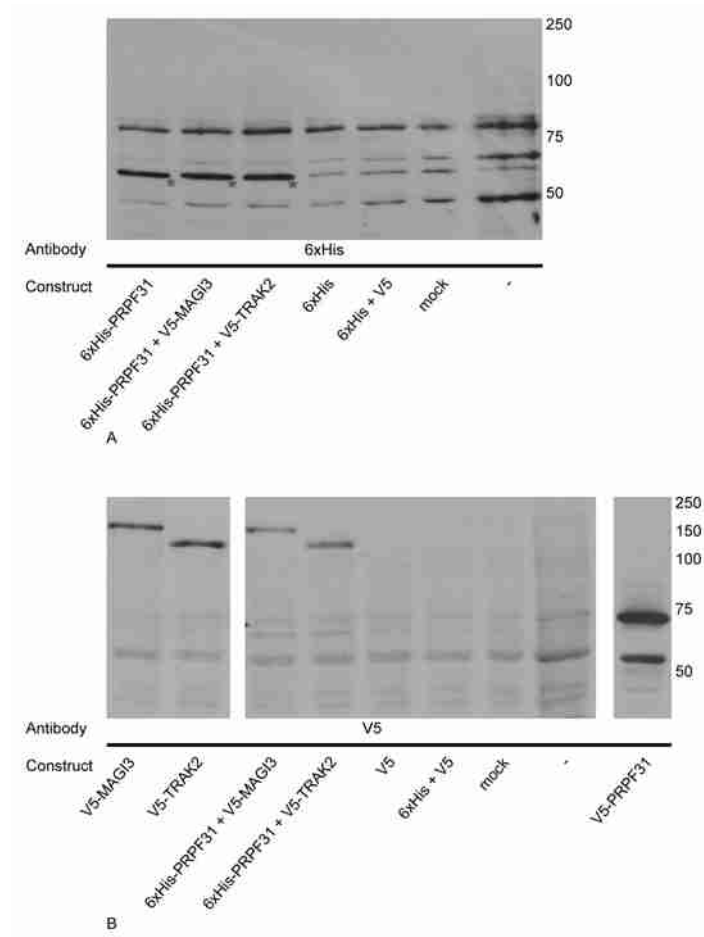 250
100
75
50
* * *
Antibody 6xHis
Construct 6xHis-PRPF31 6xHis-PRPF31 + V5-MAGI3 6xHis-PRPF31 + V5-TRAK2 6xHis 6xHis + V5 mock -
A
250
150
100
75
50
Antibody V5
Construct V5-MAGI3 V5-TRAK2 6xHis-PRPF31 + V5-MAGI3 6xHis-PRPF31 + V5-TRAK2 V5 6xHis + V5 mock - V5-PRPF31
B